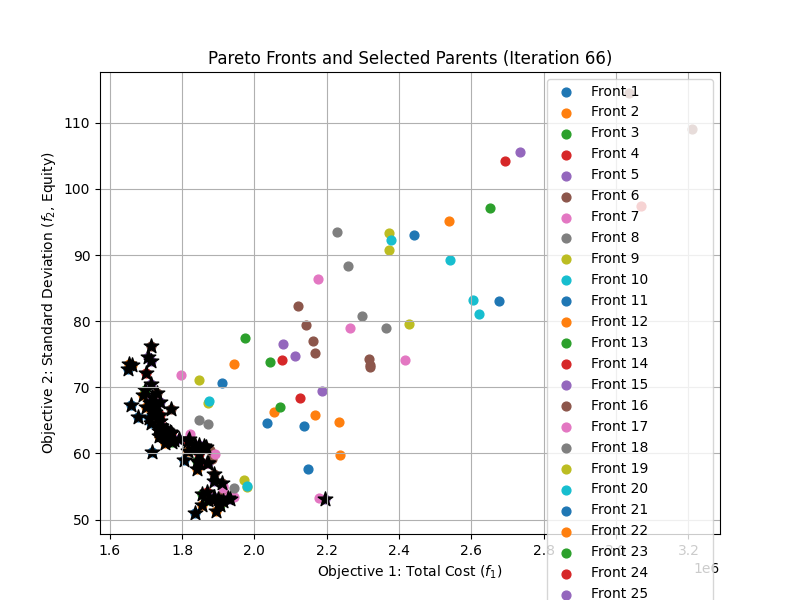 Pareto Fronts and Selected Parents (Iteration 66)
Objective 2: Standard Deviation (f₂, Equity)
110
100
90
80
70
60
50
1.6
1.8
2.0
2.2
2.4
2.6
2.8
3.2
1e6
Objective 1: Total Cost (f₁)
Front 1
Front 2
Front 3
Front 4
Front 5
Front 6
Front 7
Front 8
Front 9
Front 10
Front 11
Front 12
Front 13
Front 14
Front 15
Front 16
Front 17
Front 18
Front 19
Front 20
Front 21
Front 22
Front 23
Front 24
Front 25